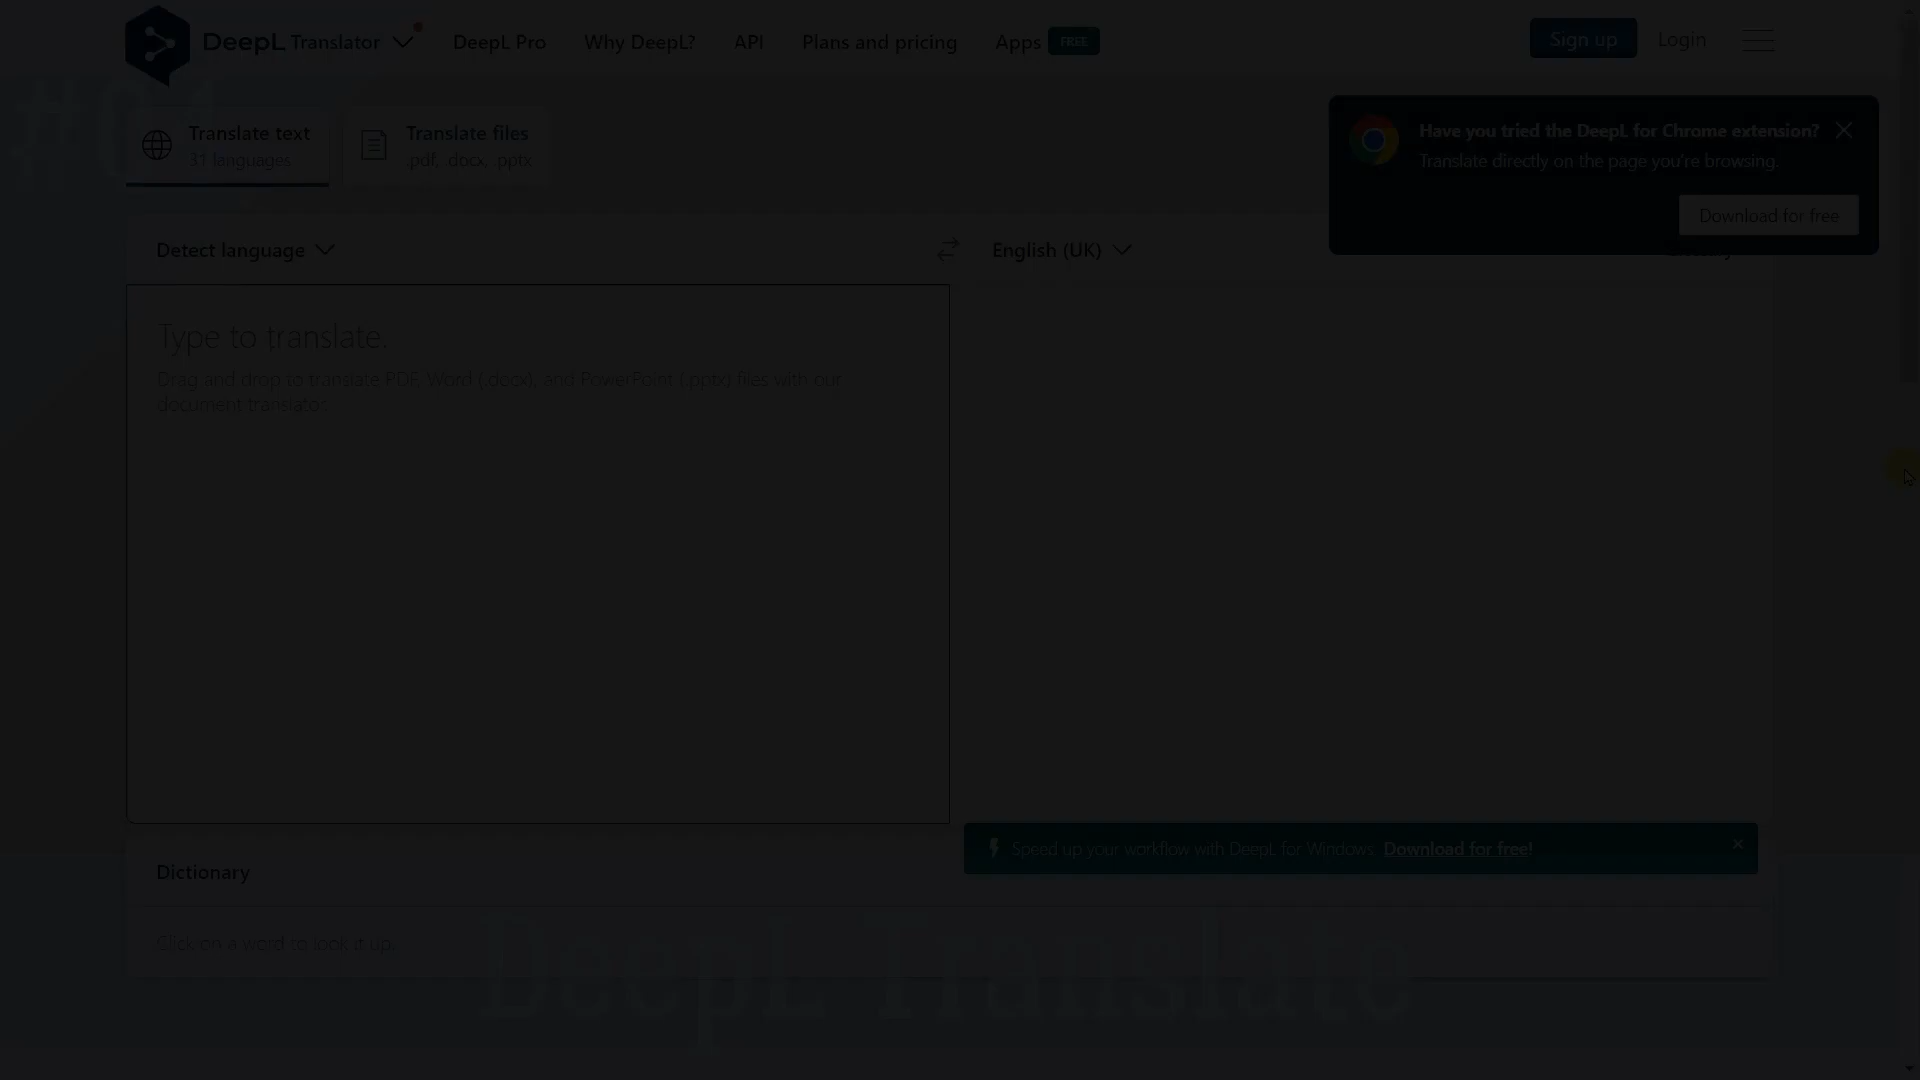 DeepL Translator DeepL Pro Why DeepL? API Plans and pricing Apps FREE Sign up Login
Translate text
31 languages
Translate files
.pdf, .docx, .pptx
Have you tried the DeepL for Chrome extension?
Translate directly on the page you're browsing.
Download for free
Detect language
English (UK)
Type to translate.
Drag and drop to translate PDF, Word (.docx), and PowerPoint (.pptx) files with our
document translator.
Speed up your workflow with DeepL for Windows. Download for free!
Dictionary
Click on a word to look it up.
DeepL Translate